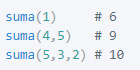 suma(1)      # 6
suma(4,5)    # 9
suma(5,3,2)  # 10